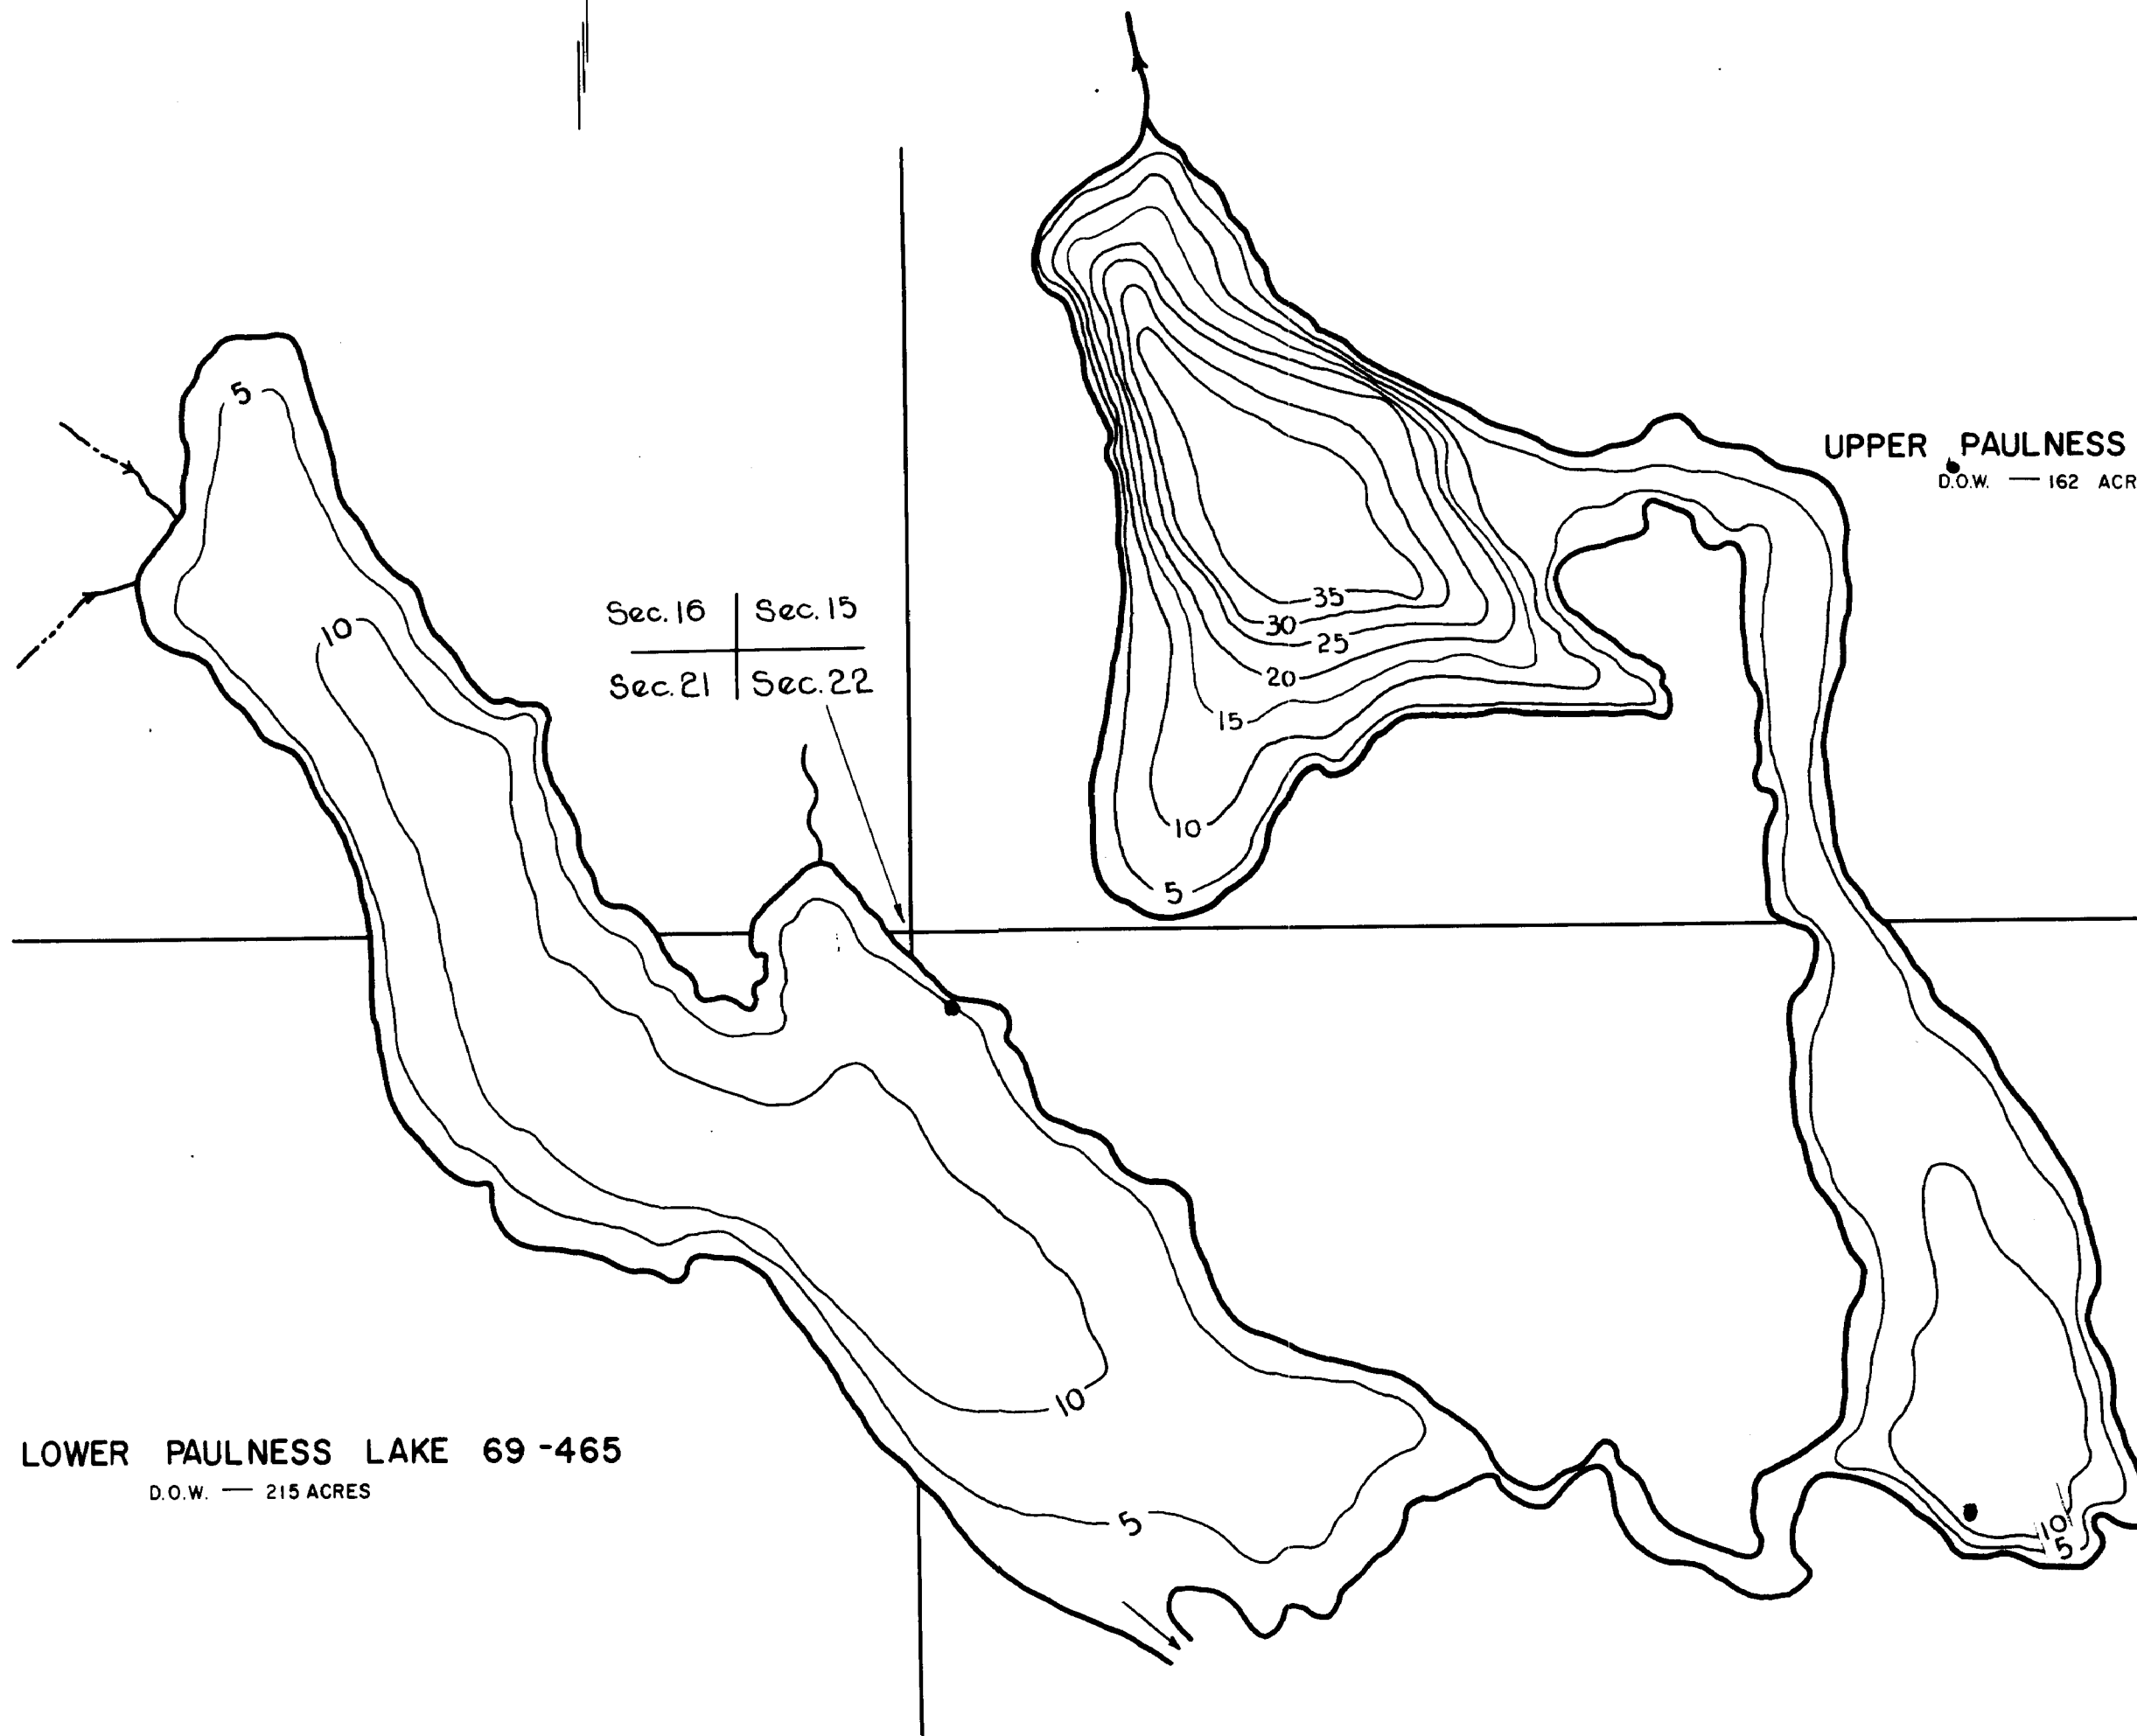 UPPER PAULNESS
D.O.W. — 162 ACR
5
10
Sec. 16 Sec. 15
Sec. 21 Sec. 22
35
30
25
20
15
10
5
10
5
10
5
LOWER PAULNESS LAKE 69-465
D.O.W. — 215 ACRES